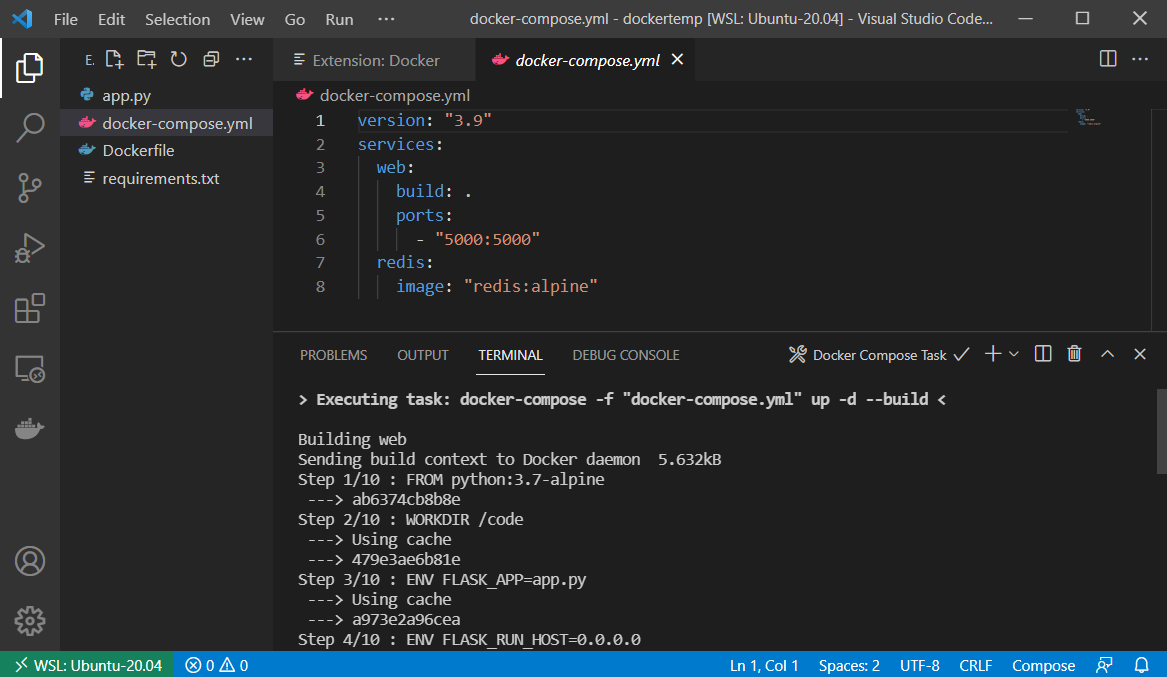 File Edit Selection View Go Run ··· docker-compose.yml - dockertemp [WSL: Ubuntu-20.04] - Visual Studio Code...
E.
app.py
docker-compose.yml
Dockerfile
requirements.txt
Extension: Docker docker-compose.yml
docker-compose.yml
1 version: "3.9"
2 services:
3 web:
4 build: .
5 ports:
6 - "5000:5000"
7 redis:
8 image: "redis:alpine"
PROBLEMS OUTPUT TERMINAL DEBUG CONSOLE Docker Compose Task
> Executing task: docker-compose -f "docker-compose.yml" up -d --build <
Building web
Sending build context to Docker daemon 5.632kB
Step 1/10 : FROM python:3.7-alpine
---> ab6374cb8b8e
Step 2/10 : WORKDIR /code
---> Using cache
---> 479e3ae6b81e
Step 3/10 : ENV FLASK_APP=app.py
---> Using cache
---> a973e2a96cea
Step 4/10 : ENV FLASK_RUN_HOST=0.0.0.0
WSL: Ubuntu-20.04 0 0 Ln 1, Col 1 Spaces: 2 UTF-8 CRLF Compose